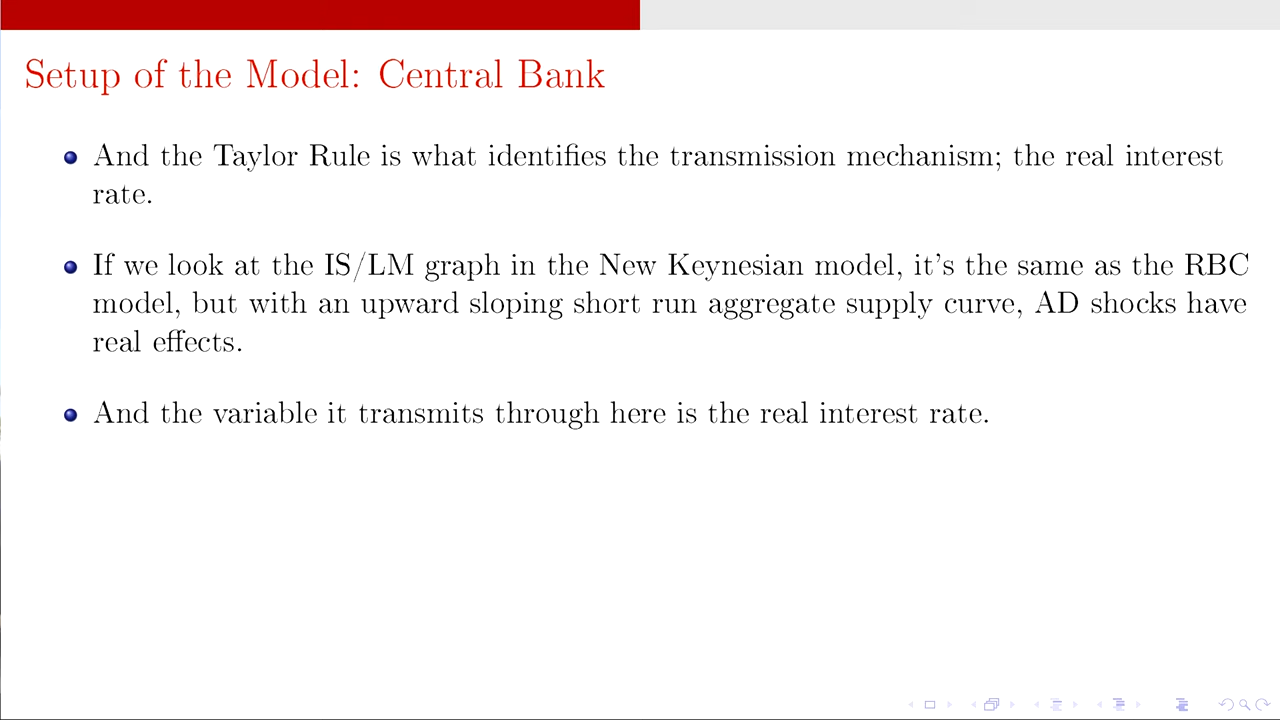 Setup of the Model: Central Bank
And the Taylor Rule is what identifies the transmission mechanism; the real interest
rate.
If we look at the IS/LM graph in the New Keynesian model, it's the same as the RBC
model, but with an upward sloping short run aggregate supply curve, AD shocks have
real effects.
And the variable it transmits through here is the real interest rate.